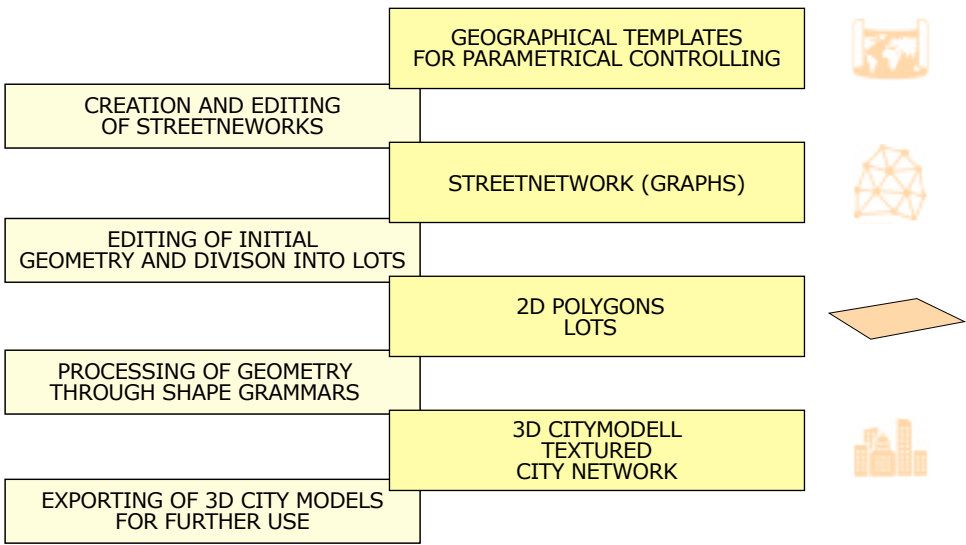 GEOGRAPHICAL TEMPLATES
FOR PARAMETRICAL CONTROLLING
CREATION AND EDITING
OF STREETNEWORKS
STREETNETWORK (GRAPHS)
EDITING OF INITIAL
GEOMETRY AND DIVISON INTO LOTS
2D POLYGONS
LOTS
PROCESSING OF GEOMETRY
THROUGH SHAPE GRAMMARS
3D CITYMODELL
TEXTURED
CITY NETWORK
EXPORTING OF 3D CITY MODELS
FOR FURTHER USE